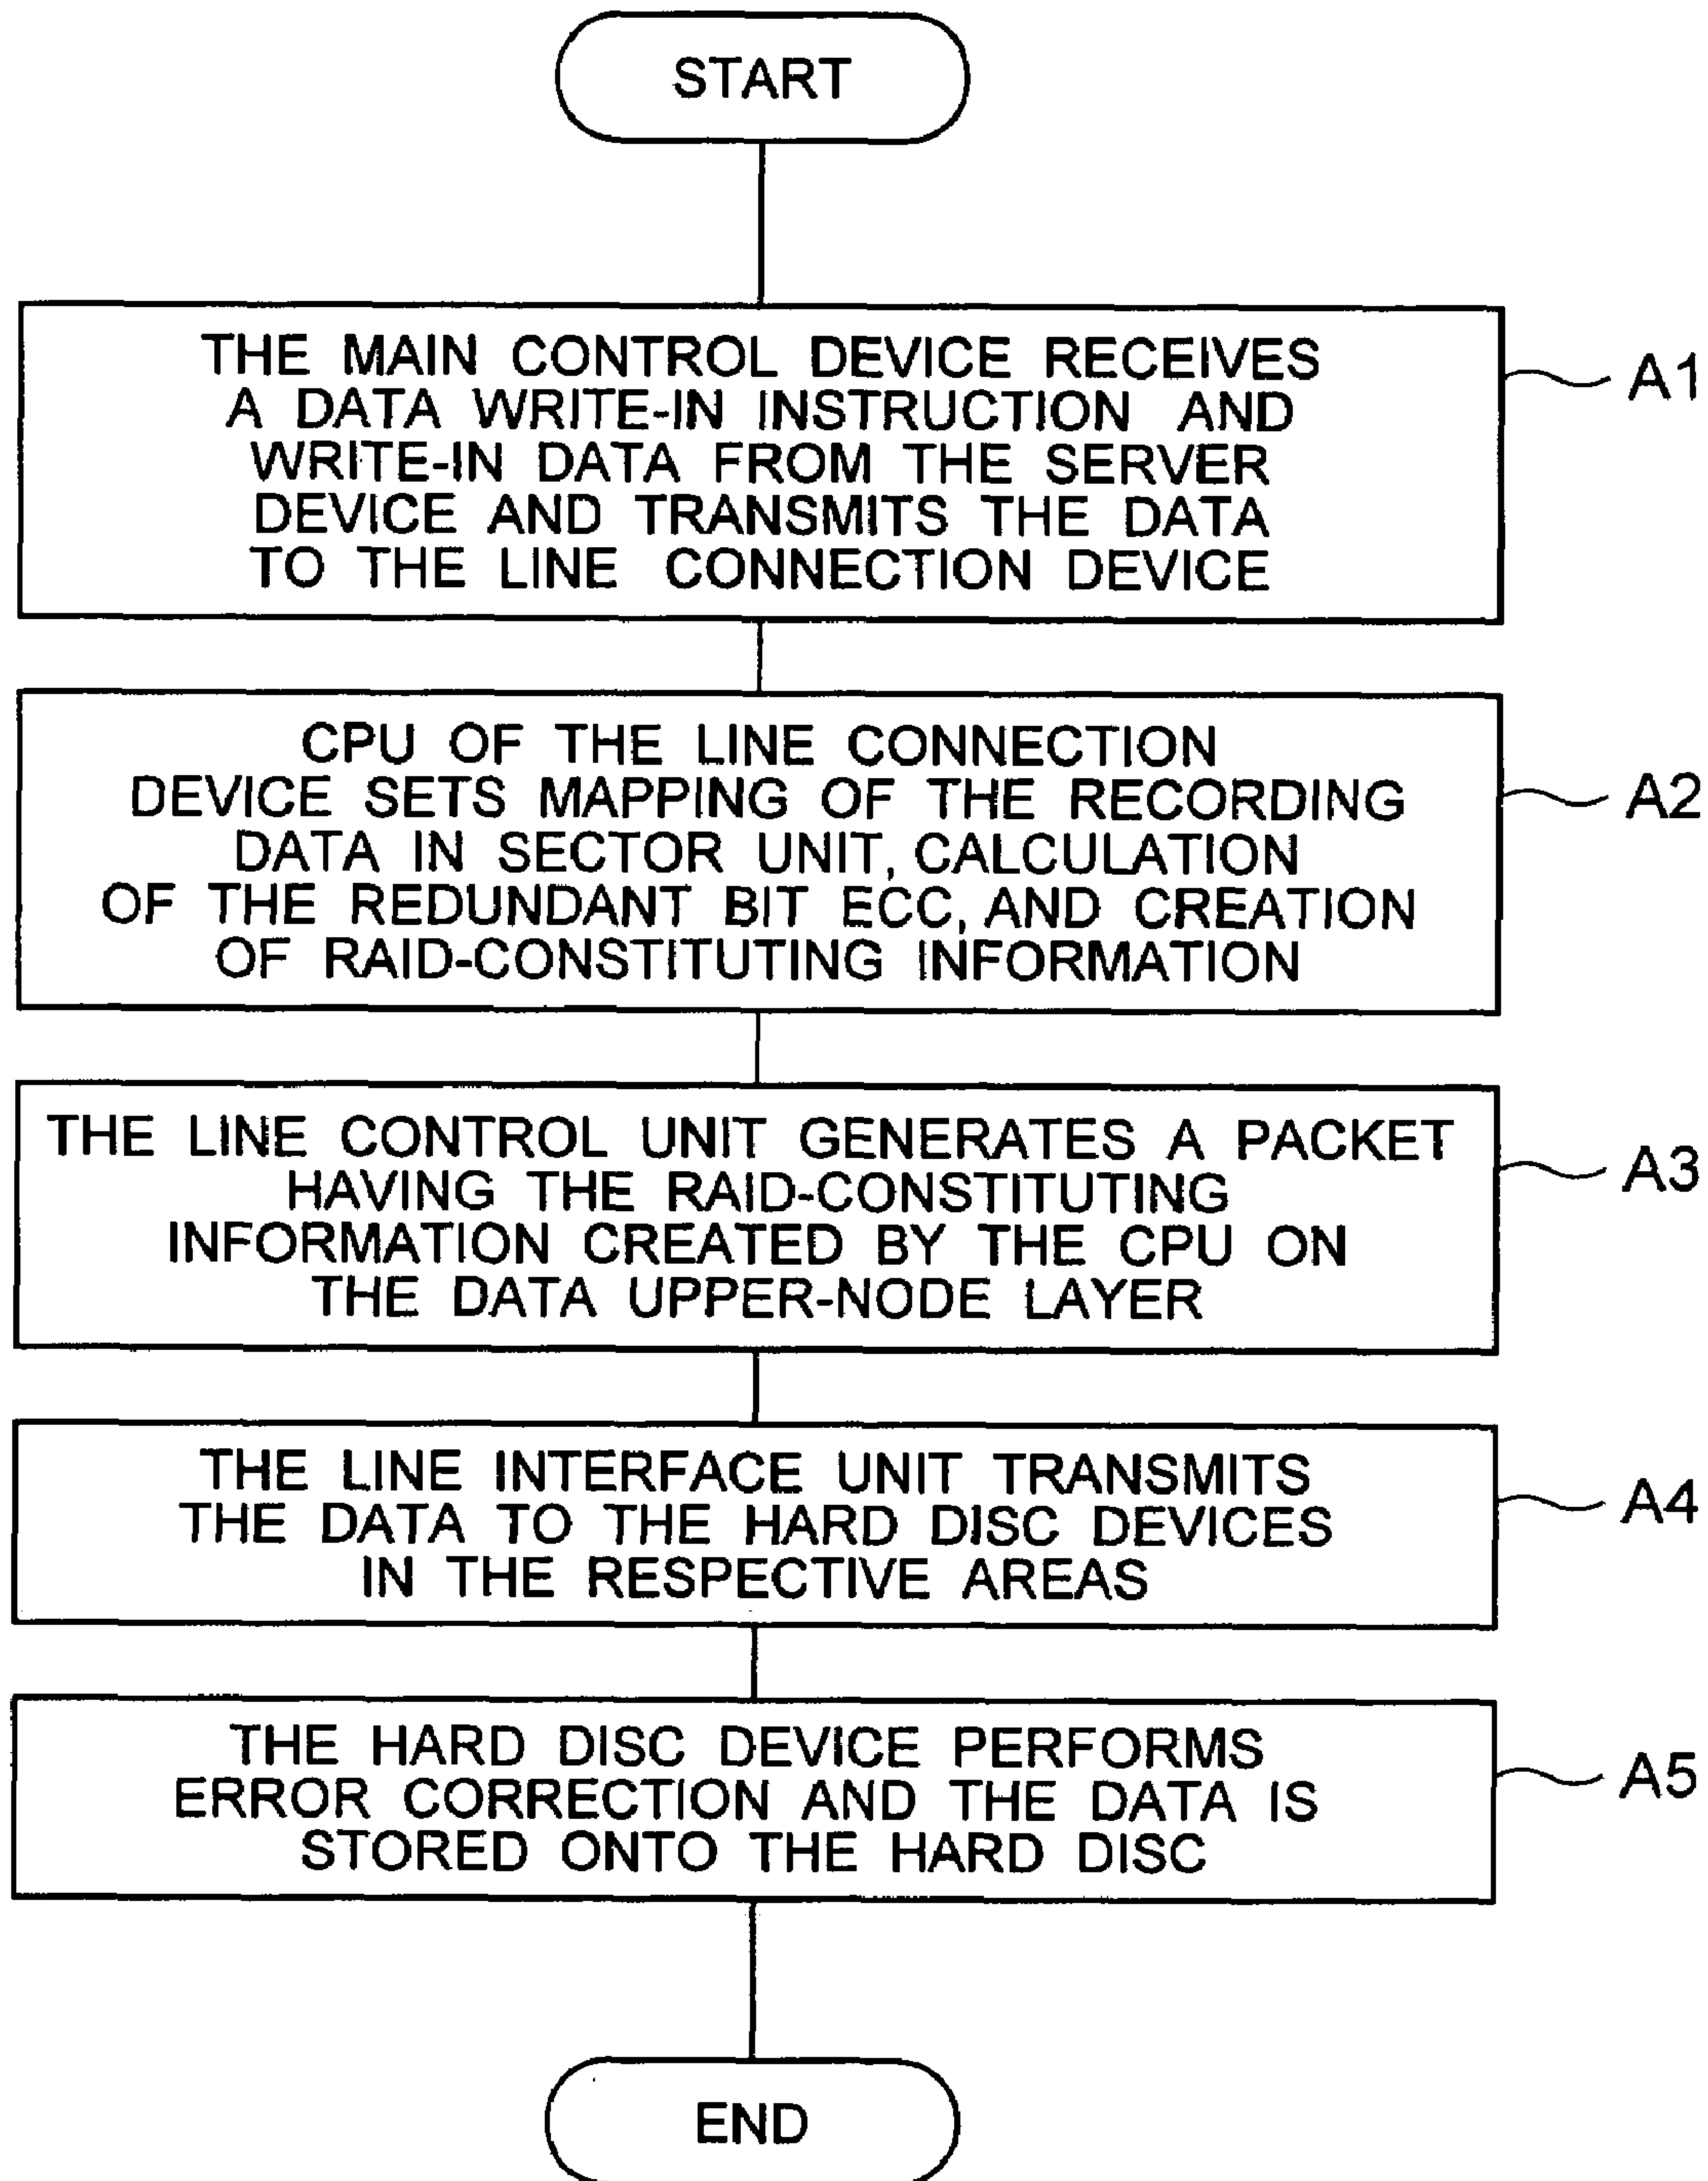 START
THE MAIN CONTROL DEVICE RECEIVES
A DATA WRITE-IN INSTRUCTION AND
WRITE-IN DATA FROM THE SERVER
DEVICE AND TRANSMITS THE DATA
TO THE LINE CONNECTION DEVICE
A1
CPU OF THE LINE CONNECTION
DEVICE SETS MAPPING OF THE RECORDING
DATA IN SECTOR UNIT, CALCULATION
OF THE REDUNDANT BIT ECC, AND CREATION
OF RAID-CONSTITUTING INFORMATION
A2
THE LINE CONTROL UNIT GENERATES A PACKET
HAVING THE RAID-CONSTITUTING
INFORMATION CREATED BY THE CPU ON
THE DATA UPPER-NODE LAYER
A3
THE LINE INTERFACE UNIT TRANSMITS
THE DATA TO THE HARD DISC DEVICES
IN THE RESPECTIVE AREAS
A4
THE HARD DISC DEVICE PERFORMS
ERROR CORRECTION AND THE DATA IS
STORED ONTO THE HARD DISC
A5
END